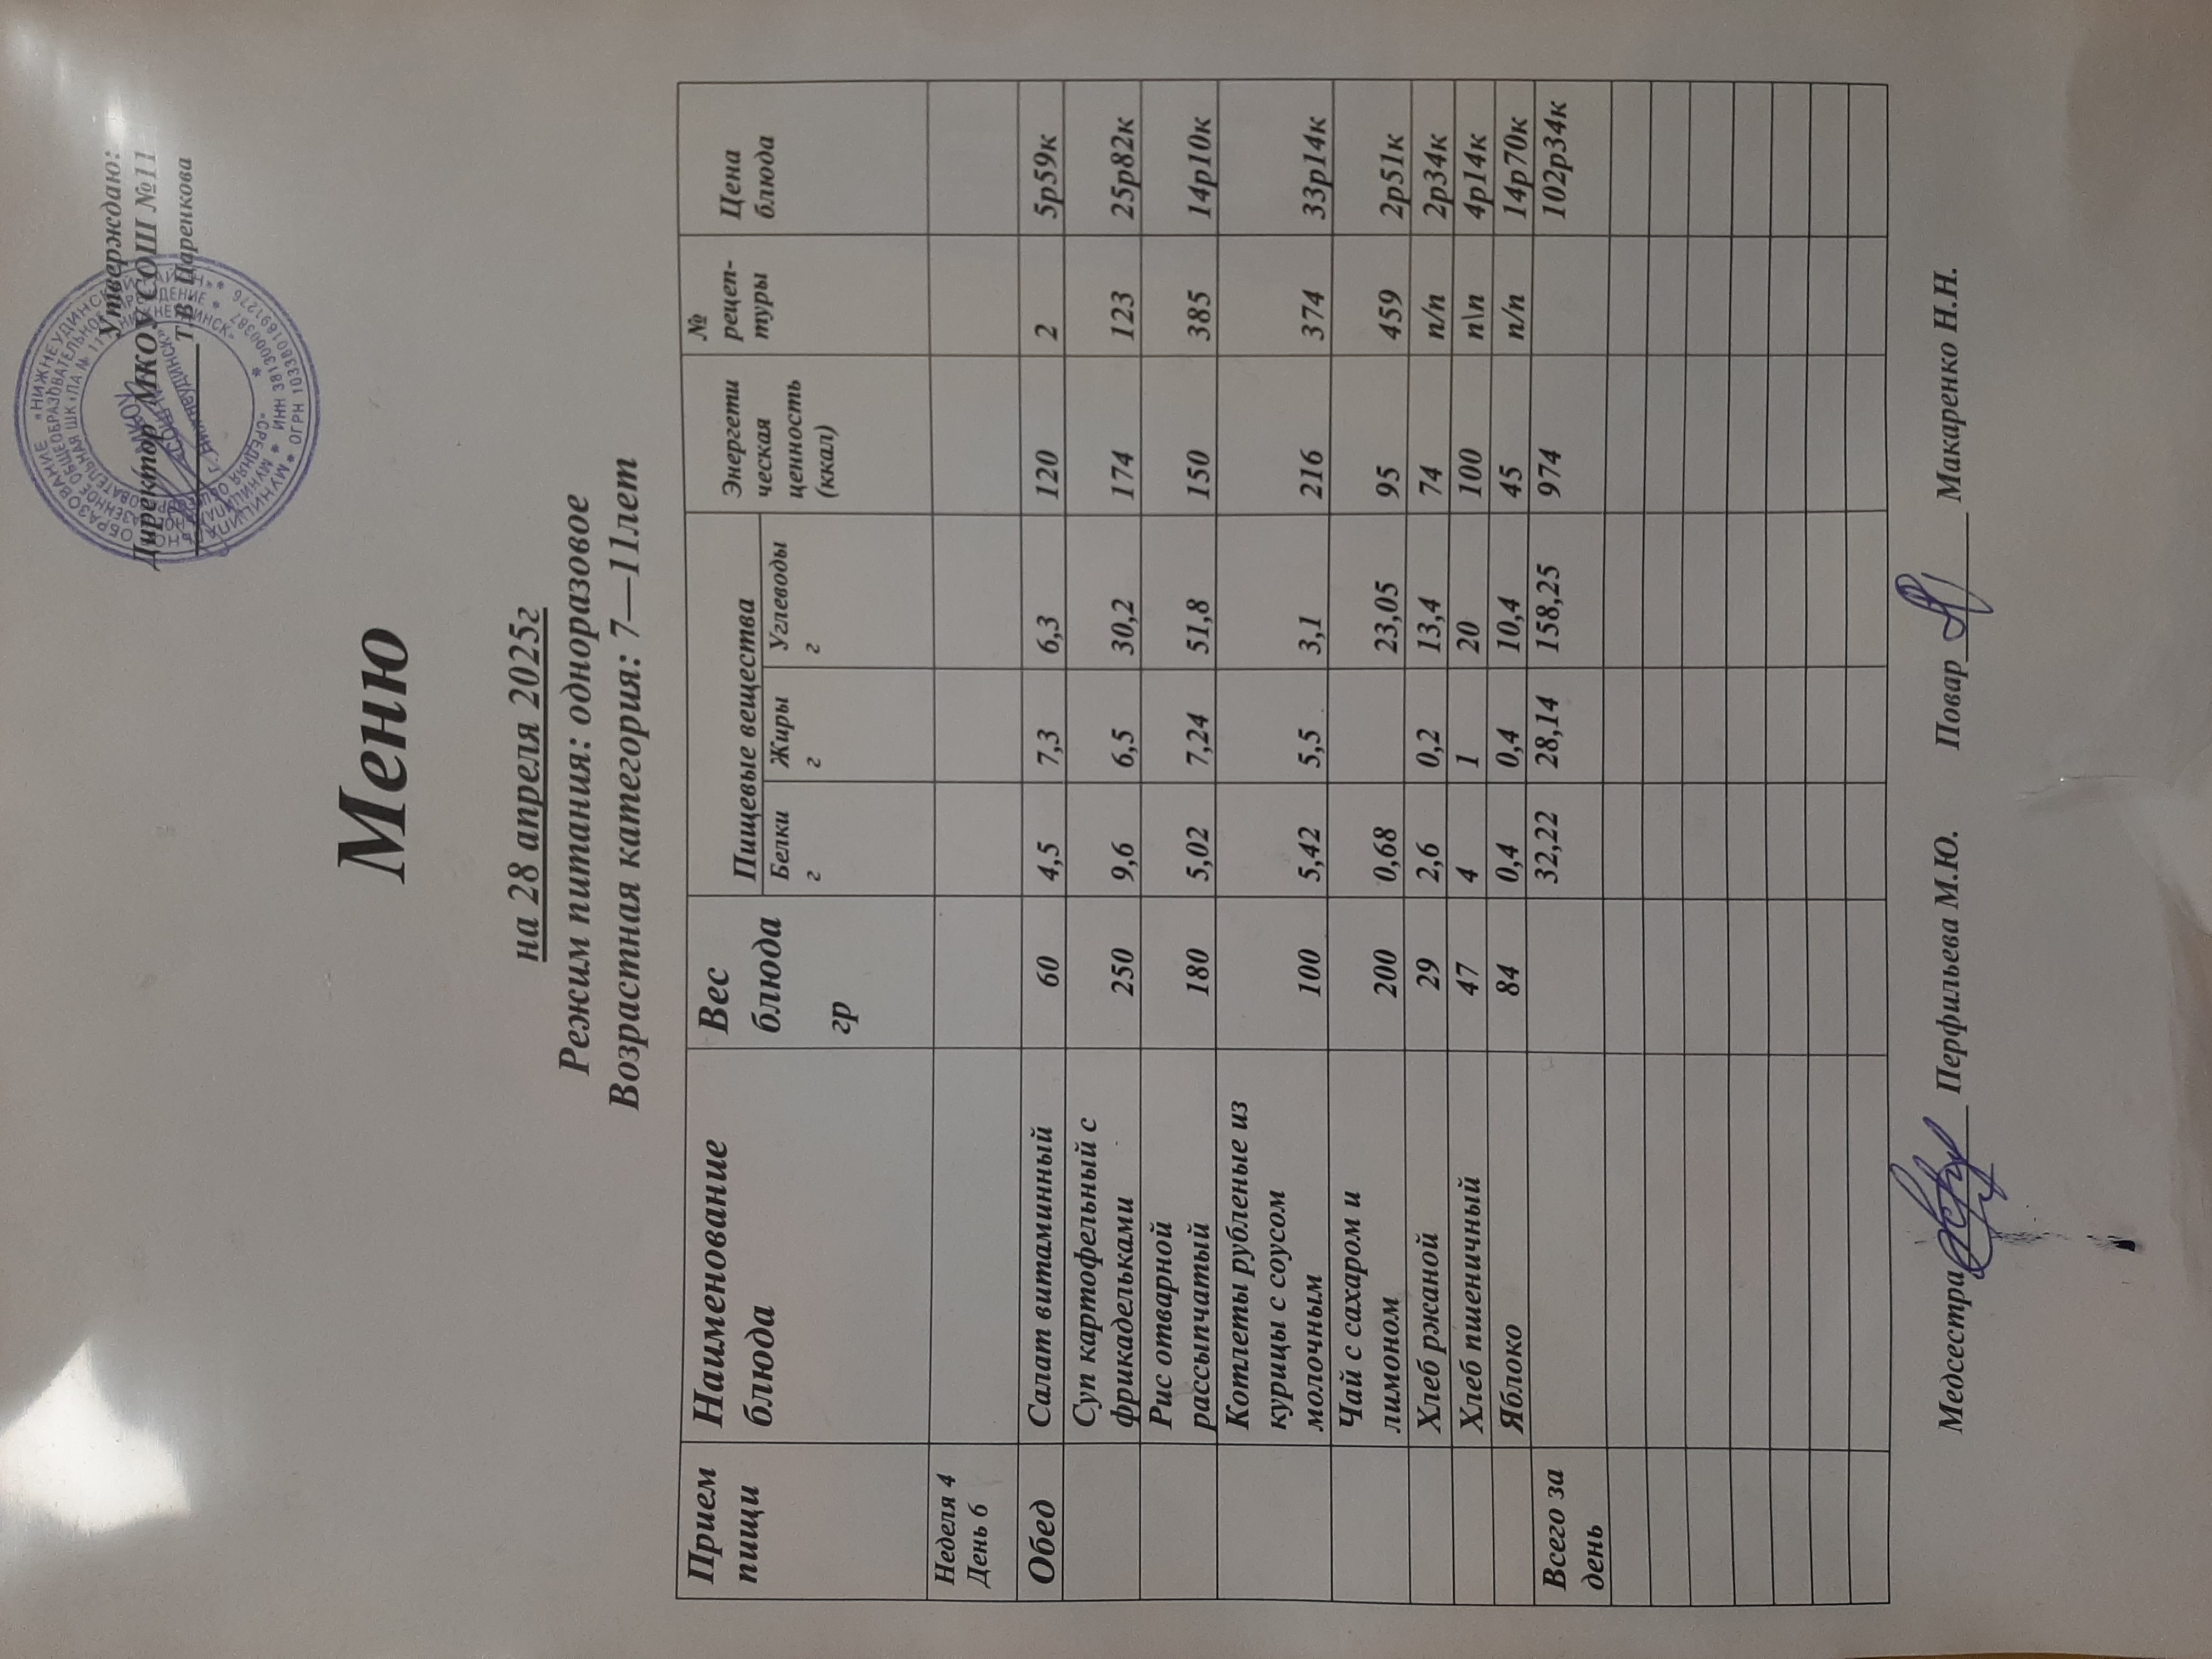 Утверждаю:
Директор МКОУ СОШ №11
Т В Царенкова
Меню
на 28 апреля 2025г
Режим питания: одноразовое
Возрастная категория: 7—11лет
Прием пищи Наименование блюда Вес блюда гр Пищевые вещества Энергети ческая ценность (ккал) № рецеп- туры Цена блюда
Белки г Жиры г Углеводы г
Неделя 4
День 6
Обед Салат витаминный 60 4,5 7,3 6,3 120 2 5р59к
Суп картофельный с
фрикадельками 250 9,6 6,5 30,2 174 123 25р82к
Рис отварной
рассыпчатый 180 5,02 7,24 51,8 150 385 14р10к
Котлеты рубленые из
курицы с соусом
молочным 100 5,42 5,5 3,1 216 374 33р14к
Чай с сахаром и
лимоном 200 0,68 23,05 95 459 2р51к
Хлеб ржаной 29 2,6 0,2 13,4 74 п/п 2р34к
Хлеб пшеничный 47 4 1 20 100 п\п 4р14к
Яблоко 84 0,4 0,4 10,4 45 п/п 14р70к
Всего за
день 32,22 28,14 158,25 974 102р34к
Медсестра Перфильева М.Ю. Повар Макаренко Н.Н.